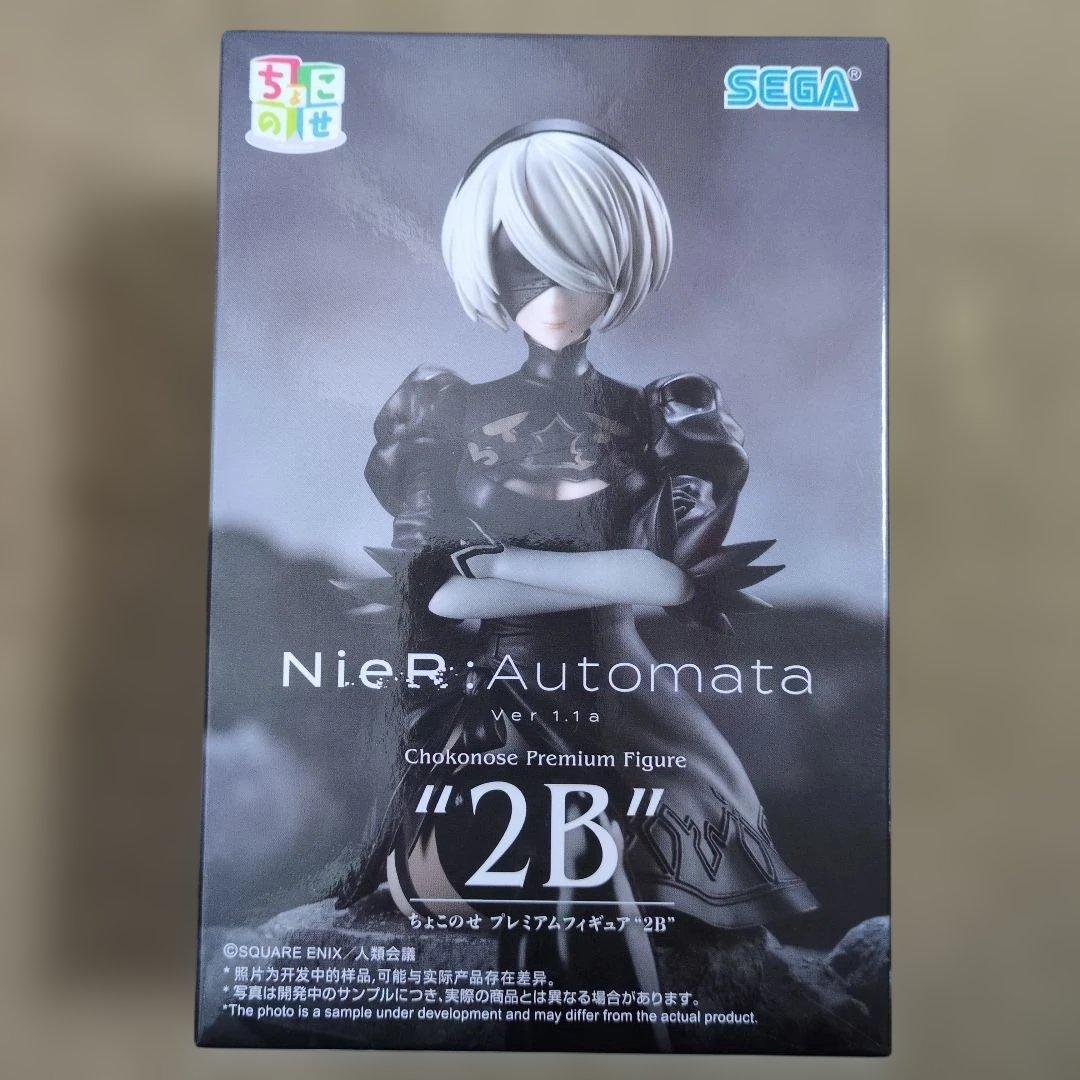 ちょこ
のせ
SEGA®
NieR:Automata
Ver 1.1a
Chokonose Premium Figure
"2B"
ちょこのせ プレミアムフィギュア“2B”
©SQUARE ENIX／人類会議
*照片为开发中的样品,可能与实际产品存在差异。
*写真は開発中のサンプルにつき、実際の商品とは異なる場合があります。
*The photo is a sample under development and may differ from the actual product.